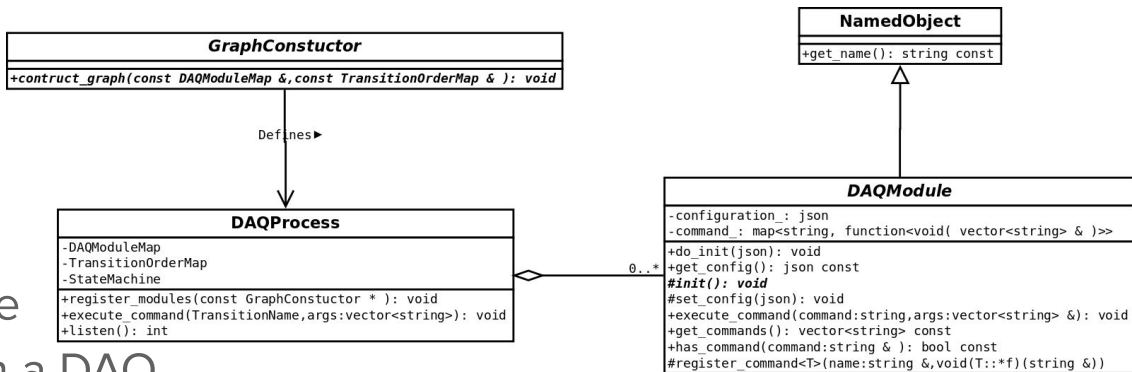 GraphConstuctor
+contruct_graph(const DAQModuleMap &,const TransitionOrderMap & ): void
Defines►
DAQProcess
-DAQModuleMap
-TransitionOrderMap
-StateMachine
+register_modules(const GraphConstuctor * ): void
+execute_command(TransitionName,args:vector<string>): void
+listen(): int
0..*
NamedObject
+get_name(): string const
DAQModule
-configuration_: json
-command_: map<string, function<void( vector<string> & )>>
+do_init(json): void
+get_config(): json const
#init(): void
#set_config(json): void
+execute_command(command:string,args:vector<string> &): void
+get_commands(): vector<string> const
+has_command(command:string & ): bool const
#register_command<T>(name:string &,void(T::*f)(string &))
e
a DAQ